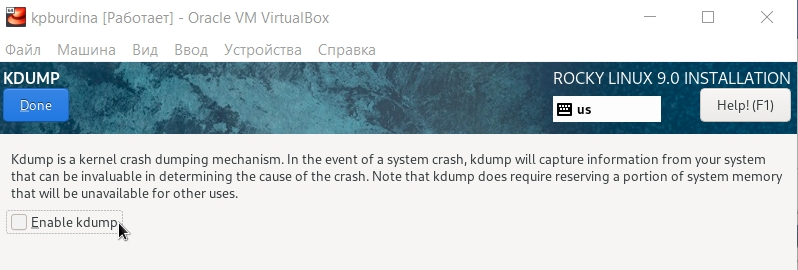 kpburdina [Работает] - Oracle VM VirtualBox
Файл Машина Вид Ввод Устройства Справка
KDUMP
ROCKY LINUX 9.0 INSTALLATION
Done
us
Help! (F1)
Kdump is a kernel crash dumping mechanism. In the event of a system crash, kdump will capture information from your system
that can be invaluable in determining the cause of the crash. Note that kdump does require reserving a portion of system memory
that will be unavailable for other uses.
Enable kdump